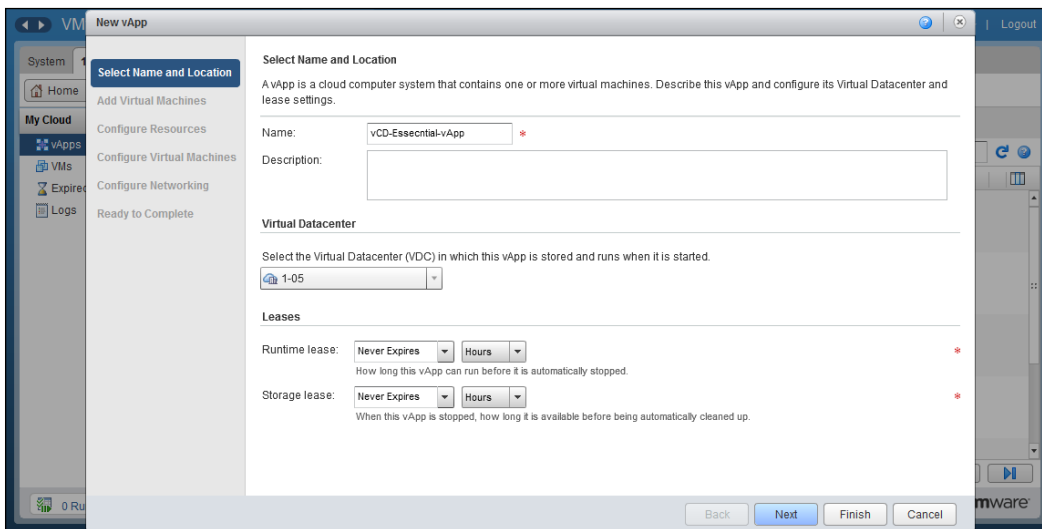 VM
New vApp
Logout
System
Home
My Cloud
vApps
VMs
Expired
Logs
Select Name and Location
Add Virtual Machines
Configure Resources
Configure Virtual Machines
Configure Networking
Ready to Complete
Select Name and Location
A vApp is a cloud computer system that contains one or more virtual machines. Describe this vApp and configure its Virtual Datacenter and
lease settings.
Name: vCD-Essecntial-vApp *
Description:
Virtual Datacenter
Select the Virtual Datacenter (VDC) in which this vApp is stored and runs when it is started.
1-05
Leases
Runtime lease: Never Expires Hours *
How long this vApp can run before it is automatically stopped.
Storage lease: Never Expires Hours *
When this vApp is stopped, how long it is available before being automatically cleaned up.
0 Ru
Back Next Finish Cancel
mware